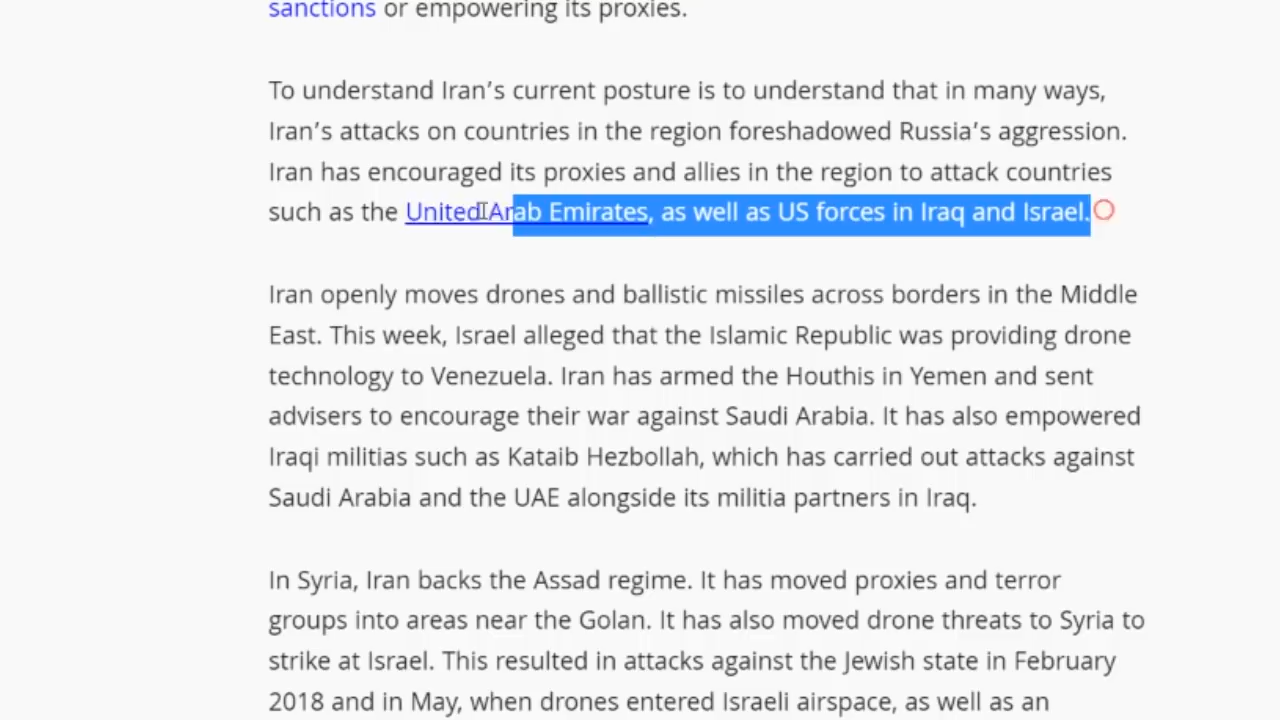 sanctions or empowering its proxies.
To understand Iran’s current posture is to understand that in many ways,
Iran’s attacks on countries in the region foreshadowed Russia’s aggression.
Iran has encouraged its proxies and allies in the region to attack countries
such as the United Arab Emirates, as well as US forces in Iraq and Israel.
Iran openly moves drones and ballistic missiles across borders in the Middle
East. This week, Israel alleged that the Islamic Republic was providing drone
technology to Venezuela. Iran has armed the Houthis in Yemen and sent
advisers to encourage their war against Saudi Arabia. It has also empowered
Iraqi militias such as Kataib Hezbollah, which has carried out attacks against
Saudi Arabia and the UAE alongside its militia partners in Iraq.
In Syria, Iran backs the Assad regime. It has moved proxies and terror
groups into areas near the Golan. It has also moved drone threats to Syria to
strike at Israel. This resulted in attacks against the Jewish state in February
2018 and in May, when drones entered Israeli airspace, as well as an